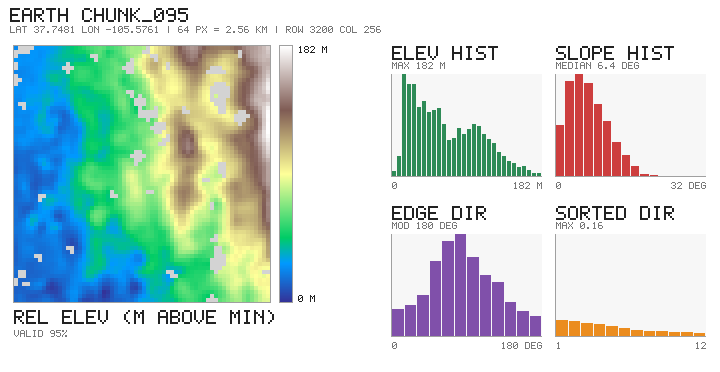 EARTH CHUNK_095
LAT 37.7481 LON -105.5761 | 64 PX = 2.56 KM | ROW 3200 COL 256
182 M
0 M
REL ELEV (M ABOVE MIN)
VALID 95%
ELEV HIST
MAX 182 M
0 182 M
SLOPE HIST
MEDIAN 6.4 DEG
0 32 DEG
EDGE DIR
MOD 180 DEG
0 180 DEG
SORTED DIR
MAX 0.16
1 12